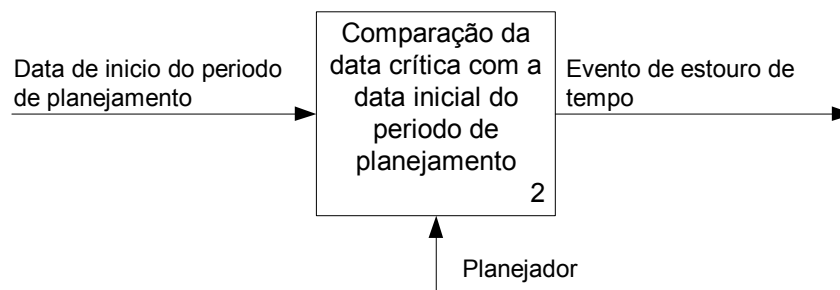 Comparação da
data crítica com a
data inicial do
periodo de
planejamento
2
Data de inicio do periodo
de planejamento
Evento de estouro de
tempo
Planejador